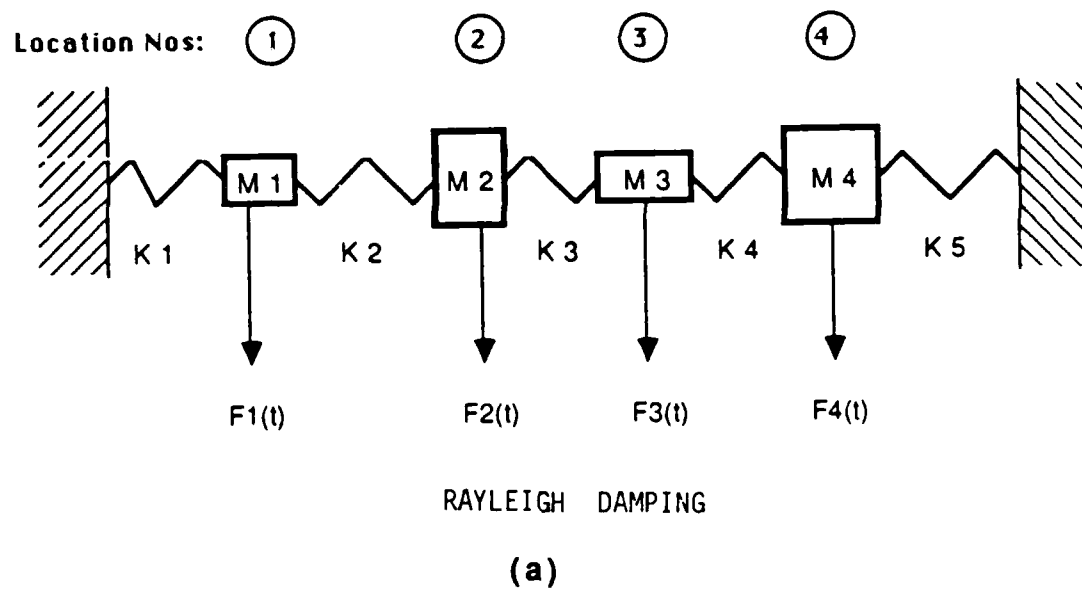 Location Nos: 1 2 3 4
M 1 M 2 M 3 M 4
K 1 K 2 K 3 K 4 K 5
F1(t) F2(t) F3(t) F4(t)
RAYLEIGH DAMPING
(a)